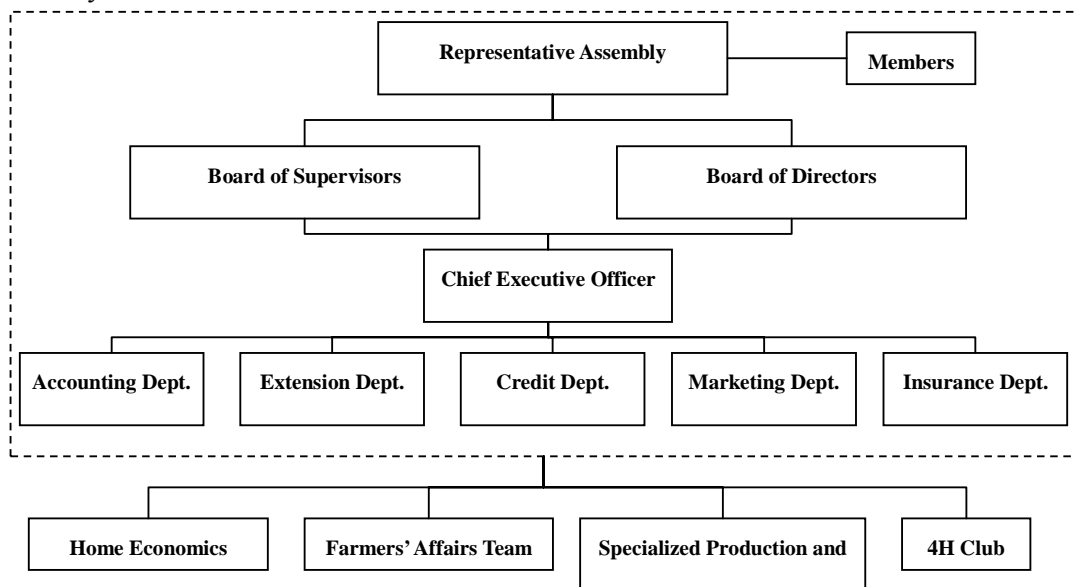 Representative Assembly
Members
Board of Supervisors
Board of Directors
Chief Executive Officer
Accounting Dept.
Extension Dept.
Credit Dept.
Marketing Dept.
Insurance Dept.
Home Economics
Farmers’ Affairs Team
Specialized Production and
4H Club